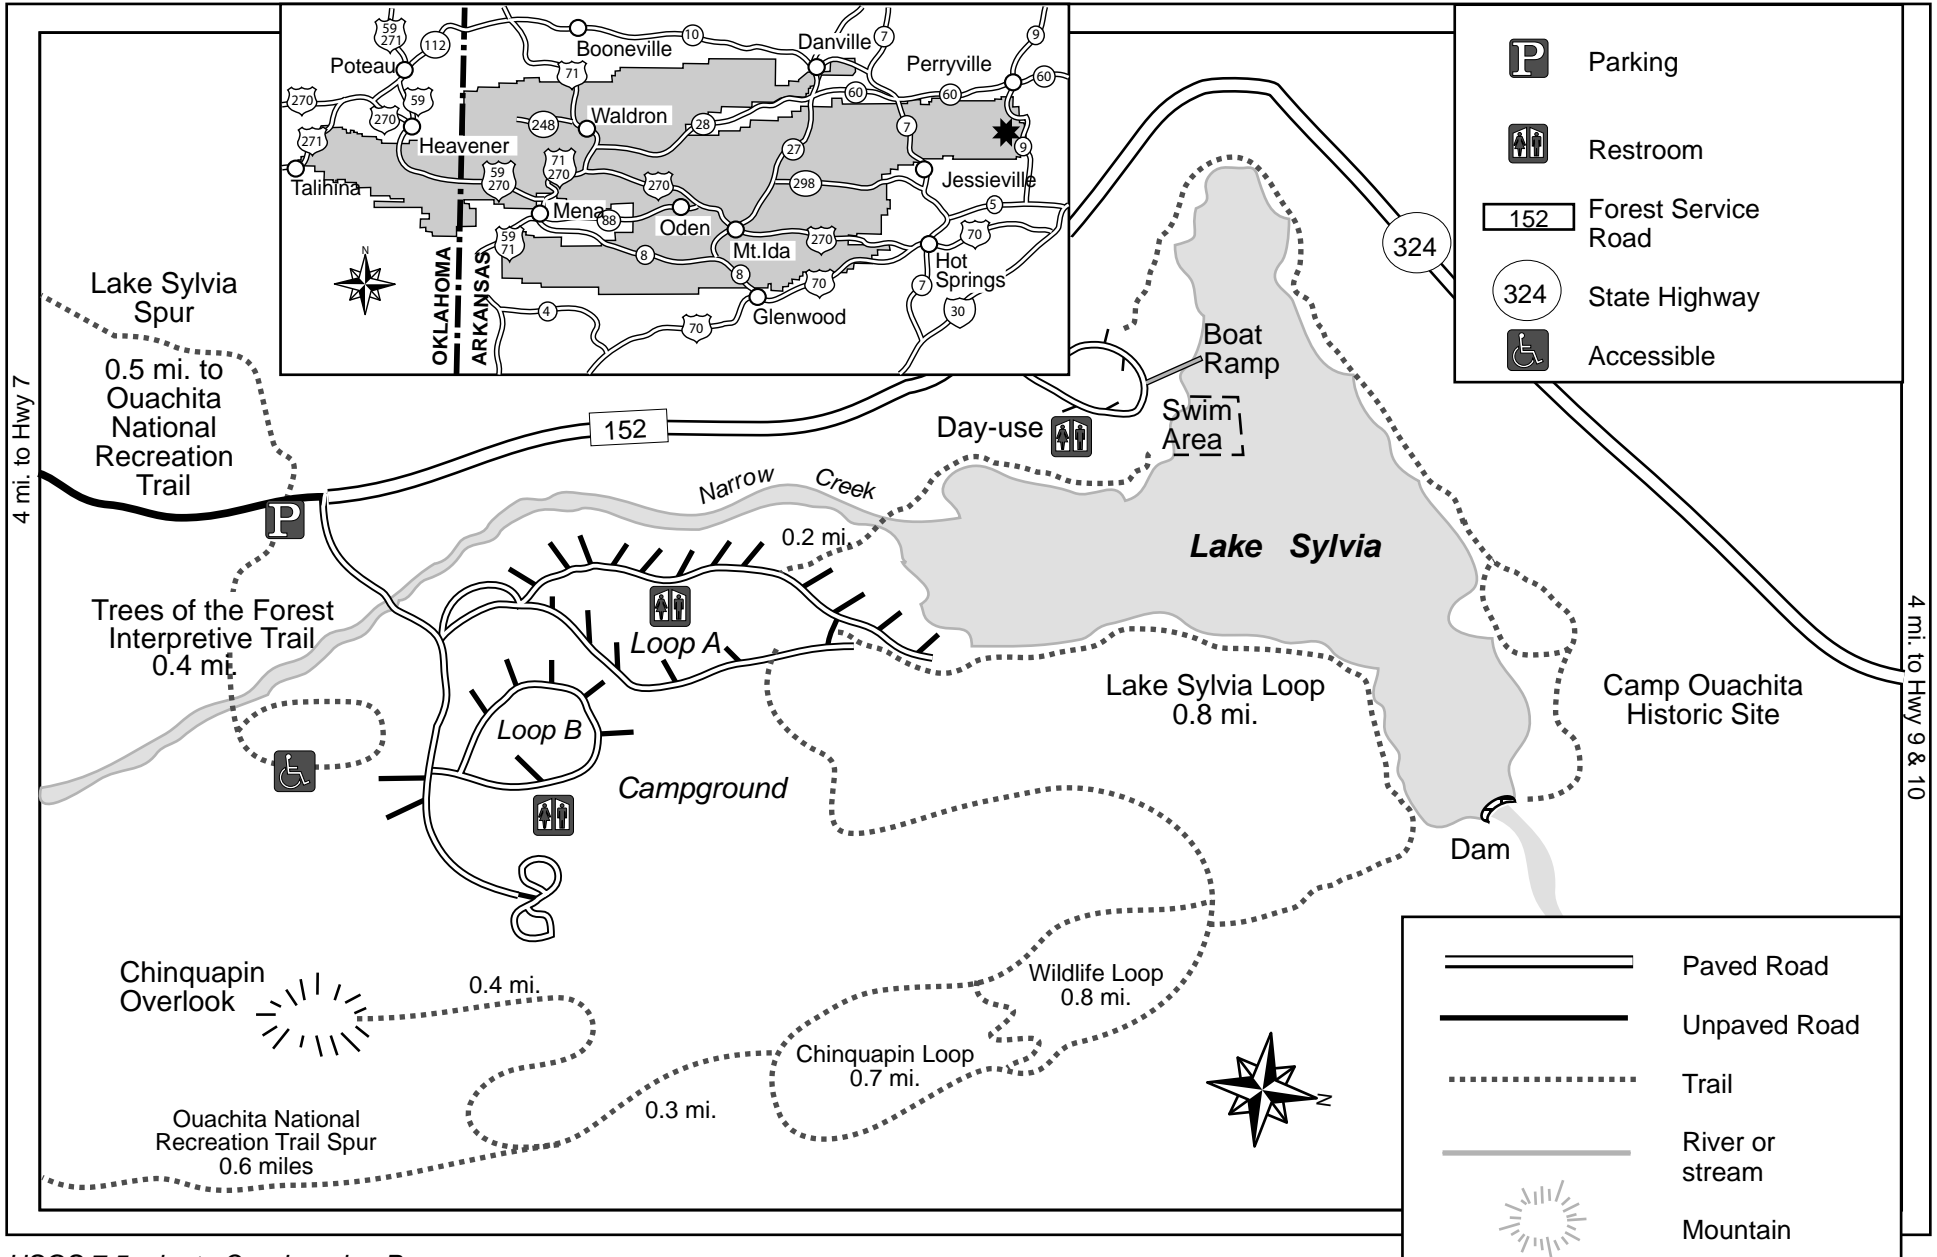 59
271
112
Poteau
270
59
270
271
Heavener
Talihina
Booneville
10
Danville
7
9
Perryville
60
60
60
71
248
Waldron
28
7
9
27
71
270
59
270
270
298
Jessieville
Mena
88
Oden
5
59
71
Mt.Ida
270
70
8
8
70
Hot
Springs
7
30
4
70
Glenwood
N
OKLAHOMA
ARKANSAS
P Parking
Restroom
152 Forest Service
Road
324 State Highway
Accessible
324
Lake Sylvia
Spur
0.5 mi. to
Ouachita
National
Recreation
Trail
4 mi. to Hwy 7
152
P
Day-use
Boat
Ramp
Swim
Area
Narrow Creek
0.2 mi.
Lake Sylvia
Trees of the Forest
Interpretive Trail
0.4 mi.
Loop A
Loop B
Campground
Lake Sylvia Loop
0.8 mi.
Camp Ouachita
Historic Site
4 mi. to Hwy 9 & 10
Dam
Chinquapin
Overlook
0.4 mi.
Wildlife Loop
0.8 mi.
Chinquapin Loop
0.7 mi.
0.3 mi.
Ouachita National
Recreation Trail Spur
0.6 miles
N
Paved Road
Unpaved Road
Trail
River or
stream
Mountain